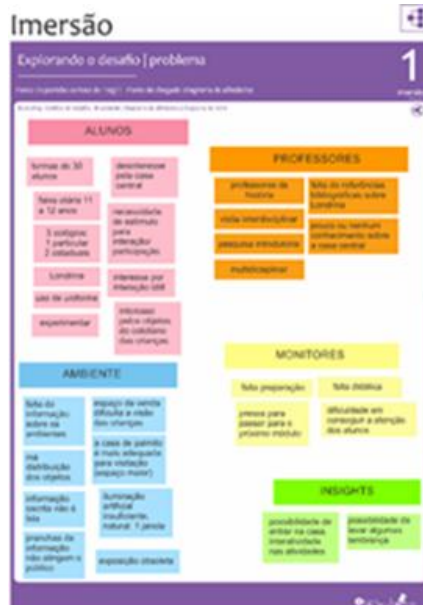 Imersão
Explorando o desafio | problema
1
imersão
ALUNOS
turmas de 30
alunos
faixa etária 11
a 12 anos
3 colégios:
1 particular
2 estaduais
Londrina
uso de uniforme
experimentar
desinteresse
pela casa
central
necessidade
de estímulo
para
interação/
participação
interesse por
interação tátil
interesse
pelos objetos
do cotidiano
das crianças
PROFESSORES
professores de
história
visita interdisciplinar
pesquisa introdutória
multidisciplinar
falta de referências
bibliográficas sobre
Londrina
pouco ou nenhum
conhecimento sobre
a casa central
AMBIENTE
falta de
informação
sobre os
ambientes
má
distribuição
dos objetos
informação
escrita não é
lida
pranchas de
informação
não atingem o
público
espaço da venda
dificulta a visão
das crianças
a casa de palmito
é mais adequada
para visitação
(espaço maior)
iluminação
artificial
insuficiente,
natural: 1 janela
exposição obsoleta
MONITORES
falta preparação
falta didática
pressa para
passar para o
próximo módulo
dificuldade em
conseguir a atenção
dos alunos
INSIGHTS
possibilidade de
entrar na casa,
interatividade
nas atividades
possibilidade de
levar alguma
lembrança